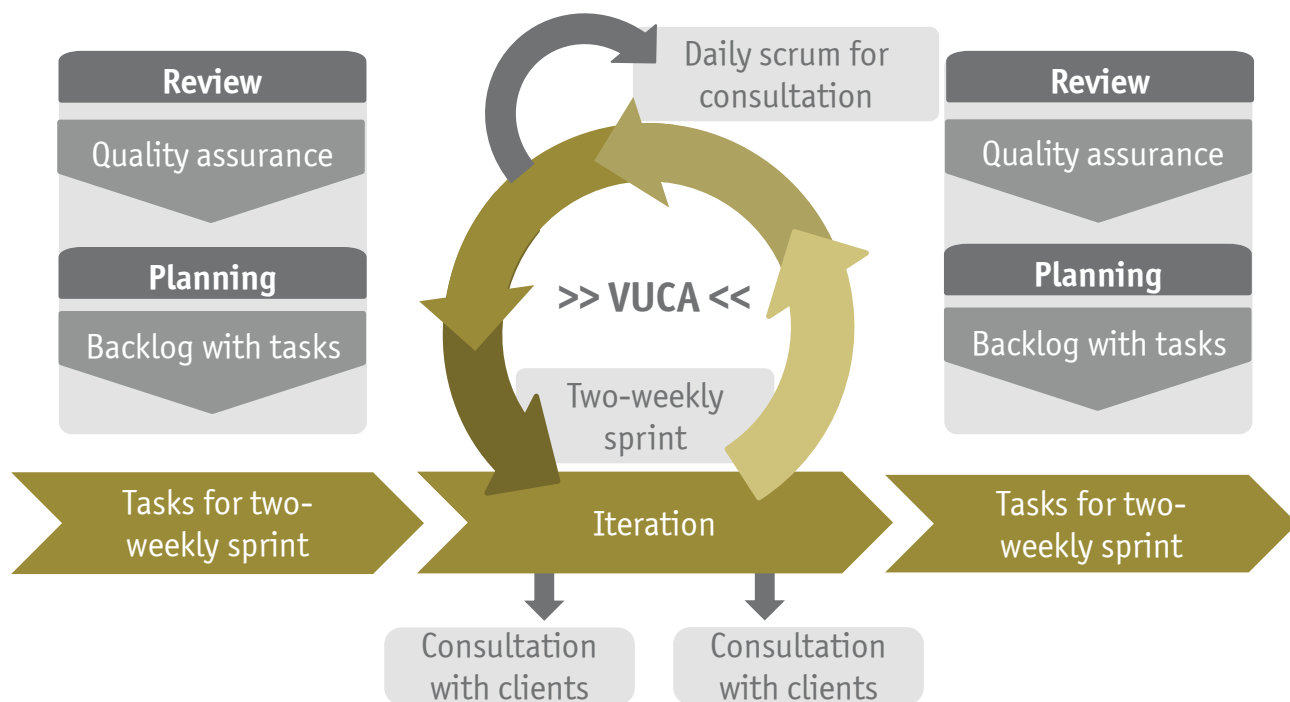 Review
Quality assurance
Planning
Backlog with tasks
Tasks for two-
weekly sprint
Daily scrum for
consultation
>> VUCA <<
Two-weekly
sprint
Iteration
Consultation
with clients
Consultation
with clients
Review
Quality assurance
Planning
Backlog with tasks
Tasks for two-
weekly sprint